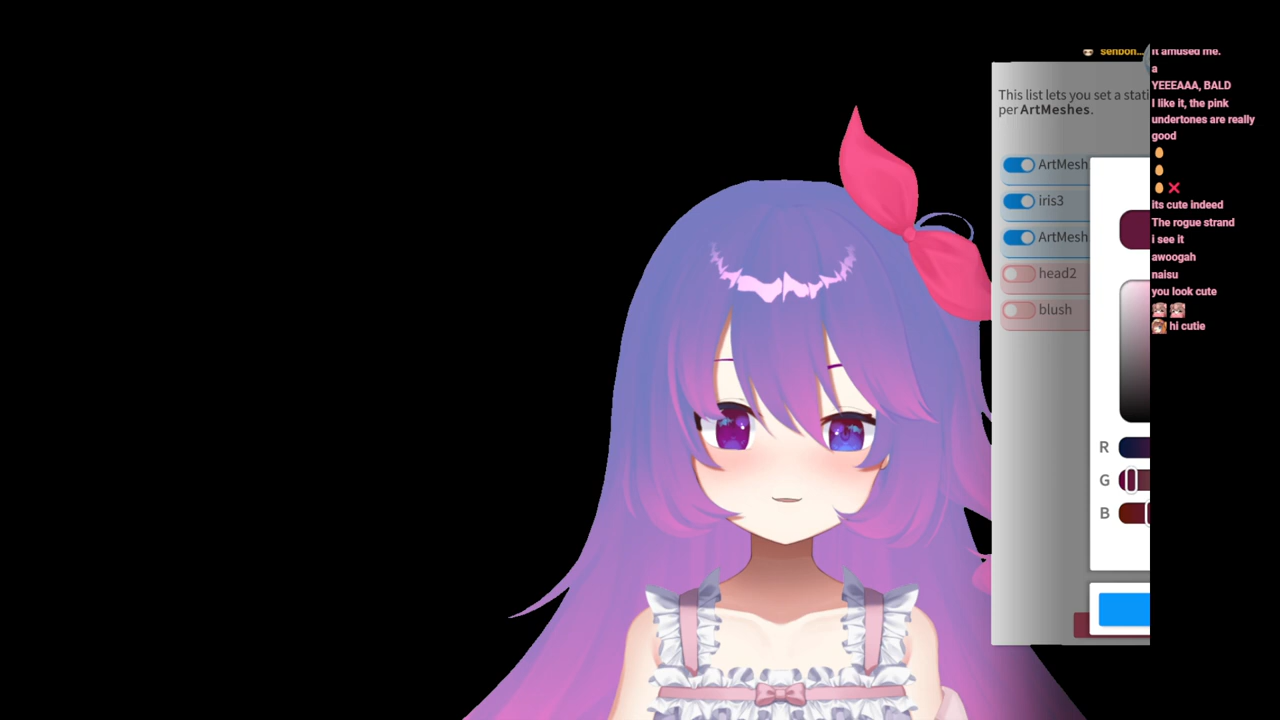 This list lets you set a stati
per ArtMeshes.
ArtMesh
iris3
ArtMesh
head2
blush
R
G
B
senbon...
it amused me.
a
YEEEAAA, BALD
I like it, the pink
undertones are really
good
its cute indeed
The rogue strand
i see it
awoogah
naisu
you look cute
hi cutie